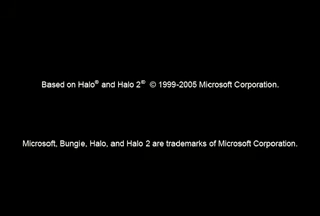 Based on Halo® and Halo 2® © 1999-2005 Microsoft Corporation.
Microsoft, Bungie, Halo, and Halo 2 are trademarks of Microsoft Corporation.